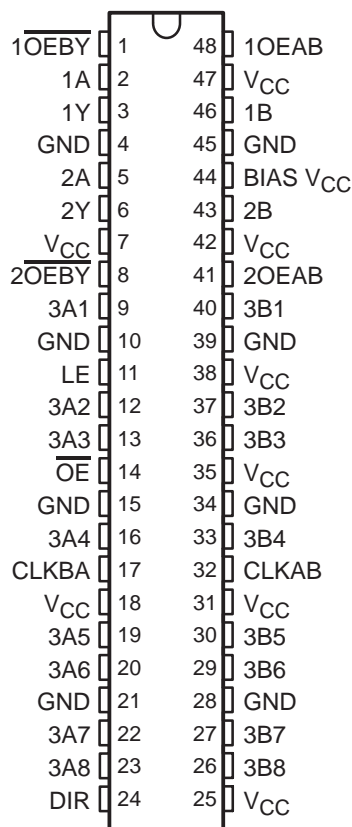 1O̅E̅B̅Y̅ 1 48 1OEAB
1A 2 47 VCC
1Y 3 46 1B
GND 4 45 GND
2A 5 44 BIAS VCC
2Y 6 43 2B
VCC 7 42 VCC
2O̅E̅B̅Y̅ 8 41 2OEAB
3A1 9 40 3B1
GND 10 39 GND
LE 11 38 VCC
3A2 12 37 3B2
3A3 13 36 3B3
O̅E̅ 14 35 VCC
GND 15 34 GND
3A4 16 33 3B4
CLKBA 17 32 CLKAB
VCC 18 31 VCC
3A5 19 30 3B5
3A6 20 29 3B6
GND 21 28 GND
3A7 22 27 3B7
3A8 23 26 3B8
DIR 24 25 VCC